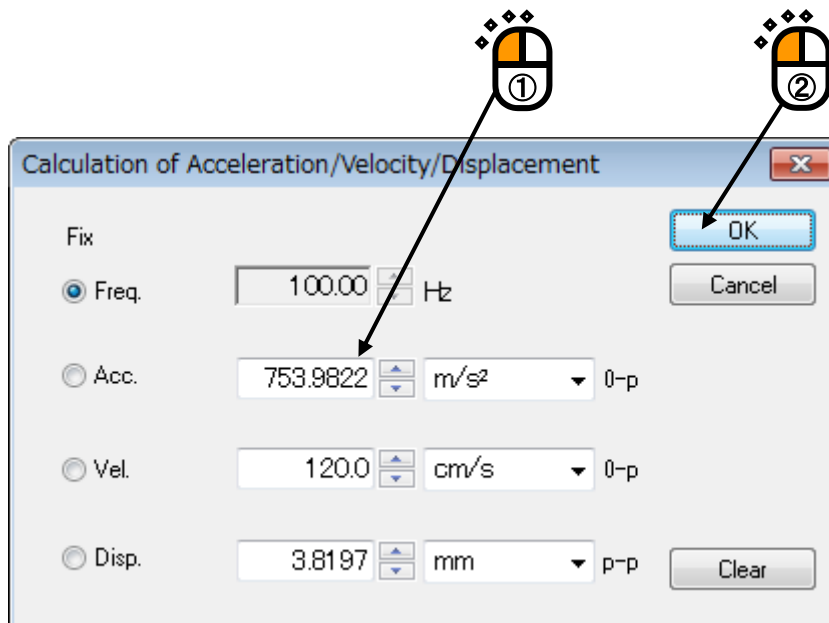 ① ②
Calculation of Acceleration/Velocity/Displacement
Fix
OK
Freq. 100.00 Hz
Cancel
Acc. 753.9822 m/s² 0-p
Vel. 120.0 cm/s 0-p
Disp. 3.8197 mm p-p
Clear